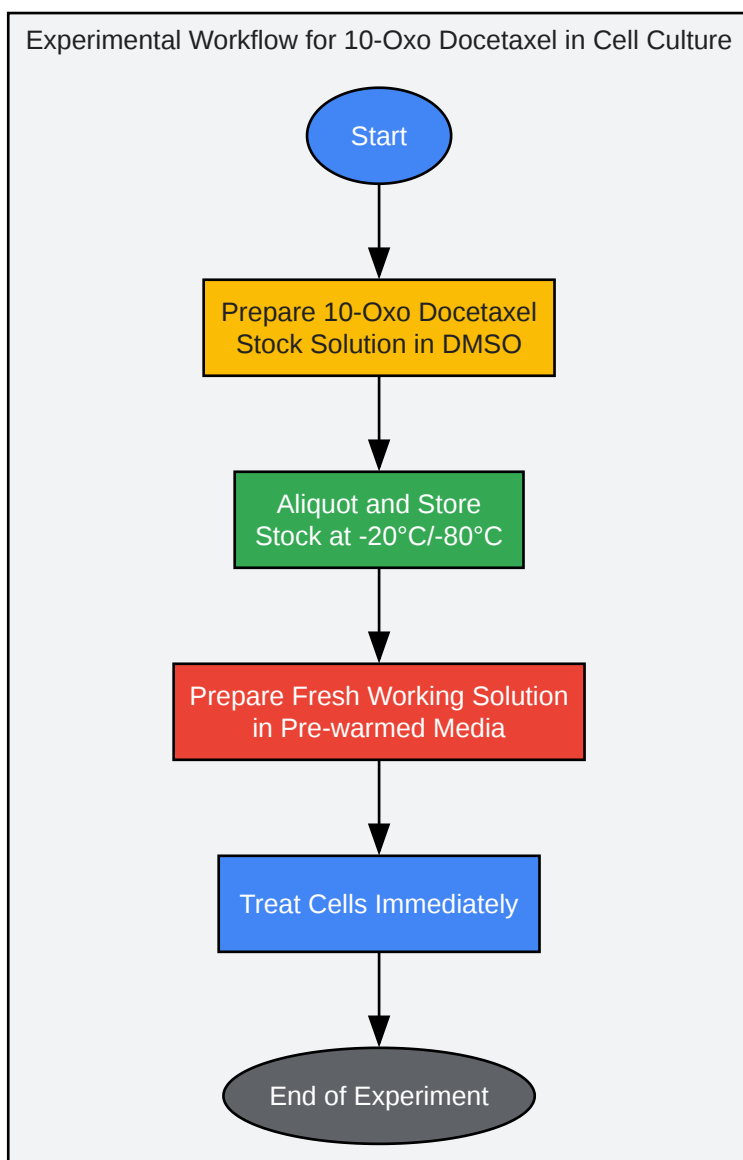 Experimental Workflow for 10-Oxo Docetaxel in Cell Culture
Start
Prepare 10-Oxo Docetaxel
Stock Solution in DMSO
Aliquot and Store
Stock at -20°C/-80°C
Prepare Fresh Working Solution
in Pre-warmed Media
Treat Cells Immediately
End of Experiment